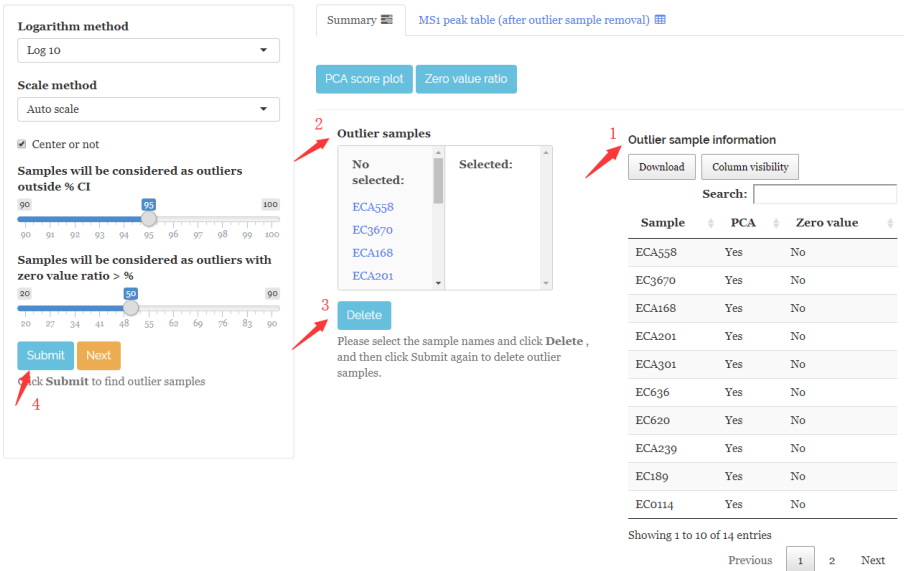 Logarithm method
Log 10
Scale method
Auto scale
Center or not
Samples will be considered as outliers
outside % CI
90 95 100
90 91 92 93 94 95 96 97 98 99 100
Samples will be considered as outliers with
zero value ratio > %
20 50 90
20 27 34 41 48 55 62 69 76 83 90
Submit Next
Click Submit to find outlier samples
4
Summary MS1 peak table (after outlier sample removal)
PCA score plot Zero value ratio
2
Outlier samples
No
selected:
ECA558
EC3670
ECA168
ECA201
Selected:
3
Delete
Please select the sample names and click Delete ,
and then click Submit again to delete outlier
samples.
1
Outlier sample information
Download Column visibility
Search:
Sample PCA Zero value
ECA558 Yes No
EC3670 Yes No
ECA168 Yes No
ECA201 Yes No
ECA301 Yes No
EC636 Yes No
EC620 Yes No
ECA239 Yes No
EC189 Yes No
EC0114 Yes No
Showing 1 to 10 of 14 entries
Previous 1 2 Next